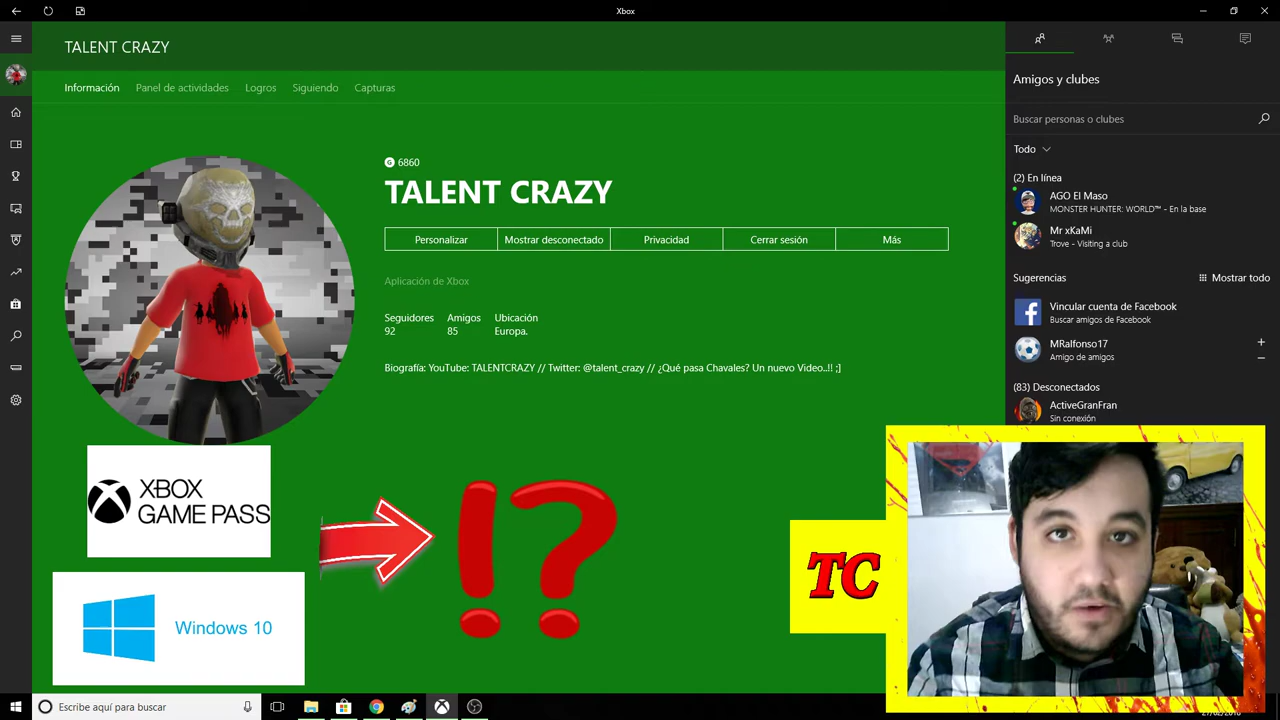 Xbox
TALENT CRAZY
Información Panel de actividades Logros Siguiendo Capturas
G 6860
TALENT CRAZY
Personalizar Mostrar desconectado Privacidad Cerrar sesión Más
Aplicación de Xbox
Seguidores Amigos Ubicación
92 85 Europa.
Biografía: YouTube: TALENTCRAZY // Twitter: @talent_crazy // ¿Qué pasa Chavales? Un nuevo Video..!! ;]
XBOX
GAME PASS
!?
Windows 10
TC
Amigos y clubes
Buscar personas o clubes
Todo
(2) En línea
AGO El Maso
MONSTER HUNTER: WORLD™ - En la base
Mr xKaMi
Trove - Visiting a club
Sugerencias Mostrar todo
Vincular cuenta de Facebook
Buscar amigos de Facebook
MRalfonso17
Amigo de amigos
(83) Desconectados
ActiveGranFran
Sin conexión
Escribe aquí para buscar